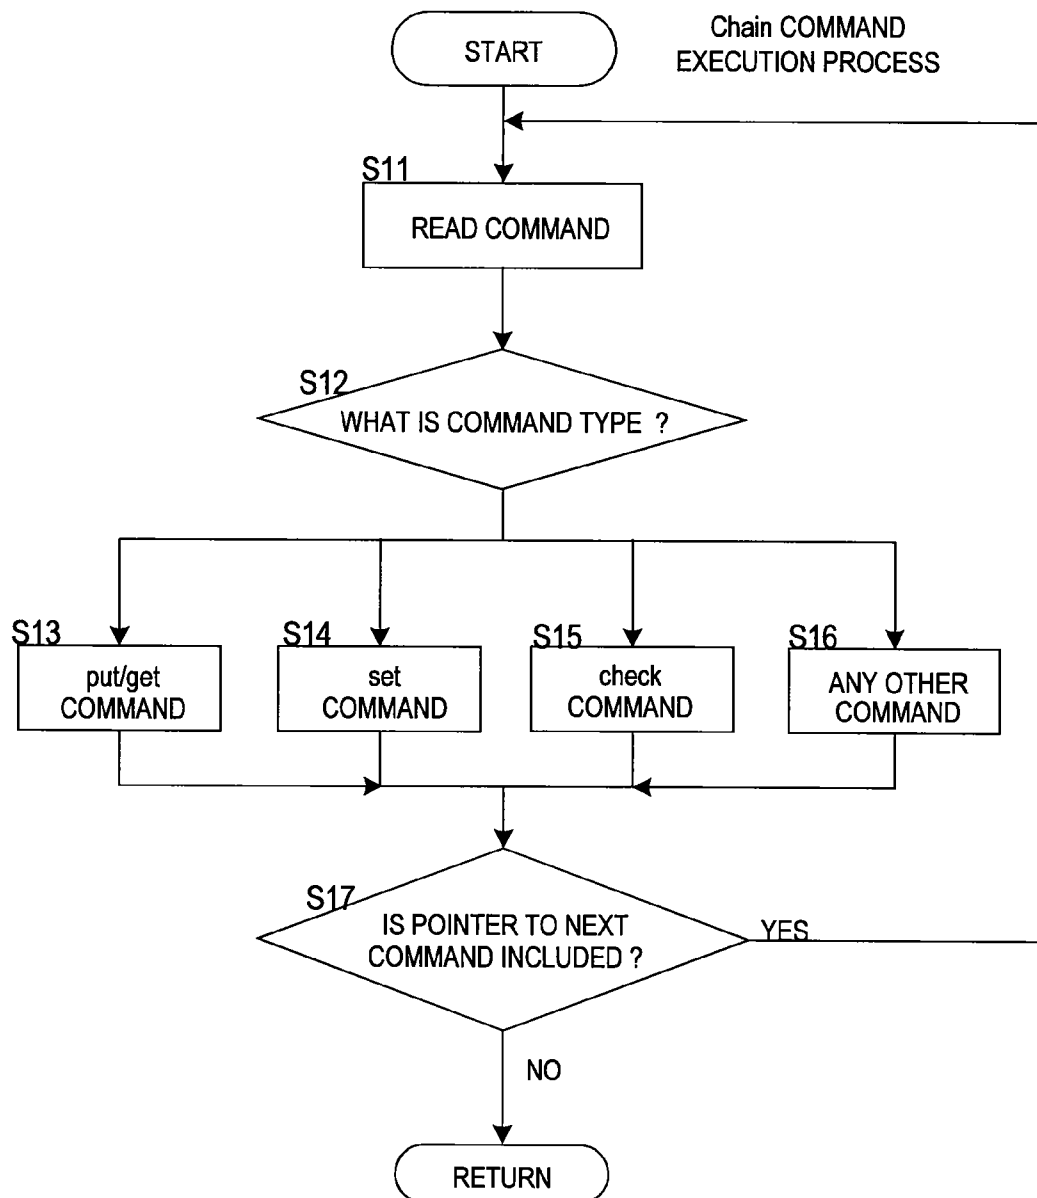 START
Chain COMMAND
EXECUTION PROCESS
S11
READ COMMAND
S12
WHAT IS COMMAND TYPE ?
S13
put/get
COMMAND
S14
set
COMMAND
S15
check
COMMAND
S16
ANY OTHER
COMMAND
S17
IS POINTER TO NEXT
COMMAND INCLUDED ?
YES
NO
RETURN